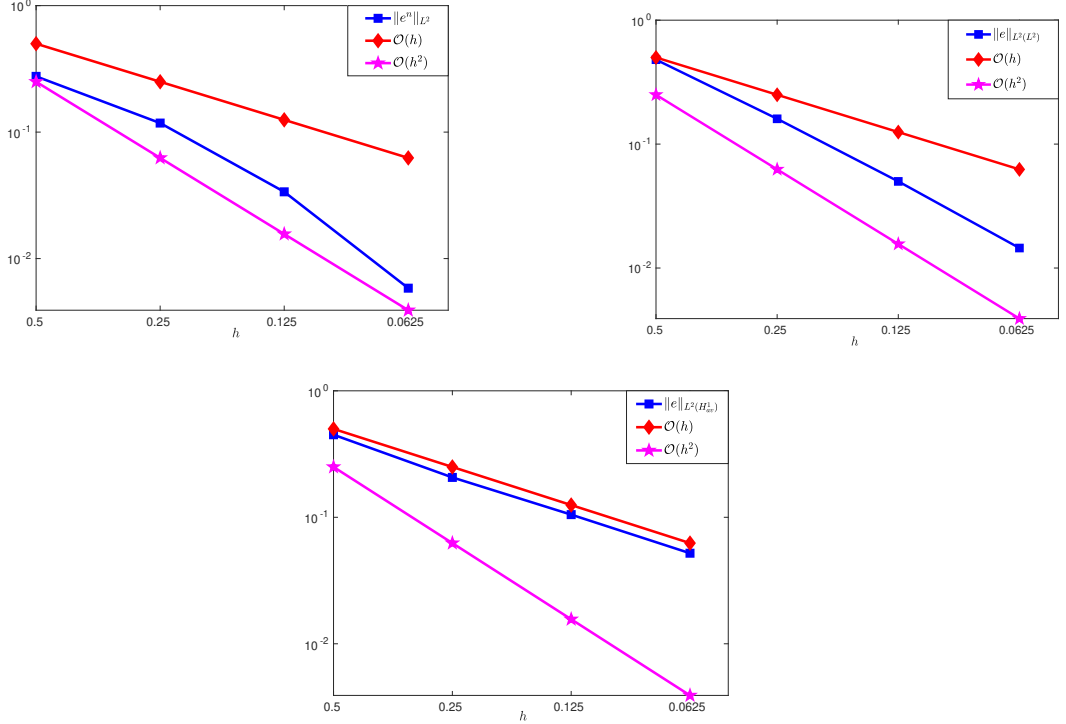 10^0
10^{-1}
10^{-2}
0.5 0.25 0.125 0.0625
h
‖e^n‖_{L^2}
O(h)
O(h^2)
10^0
10^{-1}
10^{-2}
0.5 0.25 0.125 0.0625
h
‖e‖_{L^2(L^2)}
O(h)
O(h^2)
10^0
10^{-1}
10^{-2}
0.5 0.25 0.125 0.0625
h
‖e‖_{L^2(H^1_{av})}
O(h)
O(h^2)